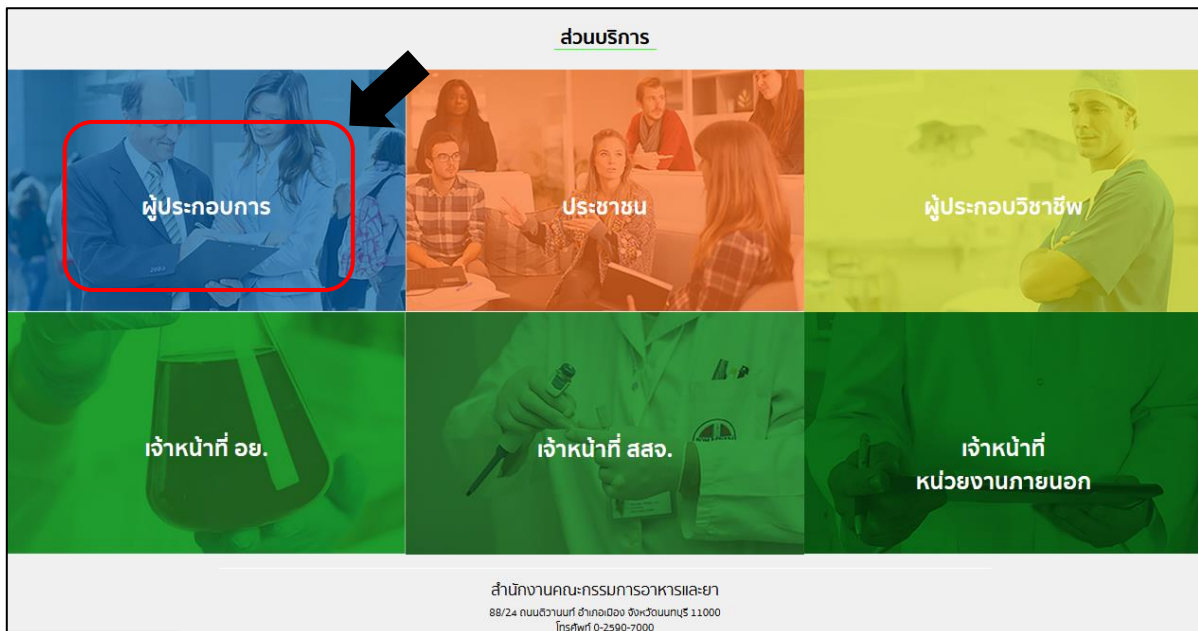 ส่วนบริการ
ผู้ประกอบการ
ประชาชน
ผู้ประกอบวิชาชีพ
เจ้าหน้าที่ อย.
เจ้าหน้าที่ สสจ.
เจ้าหน้าที่
หน่วยงานภายนอก
สำนักงานคณะกรรมการอาหารและยา
88/24 ถนนติวานนท์ อำเภอเมือง จังหวัดนนทบุรี 11000
โทรศัพท์ 0-2590-7000